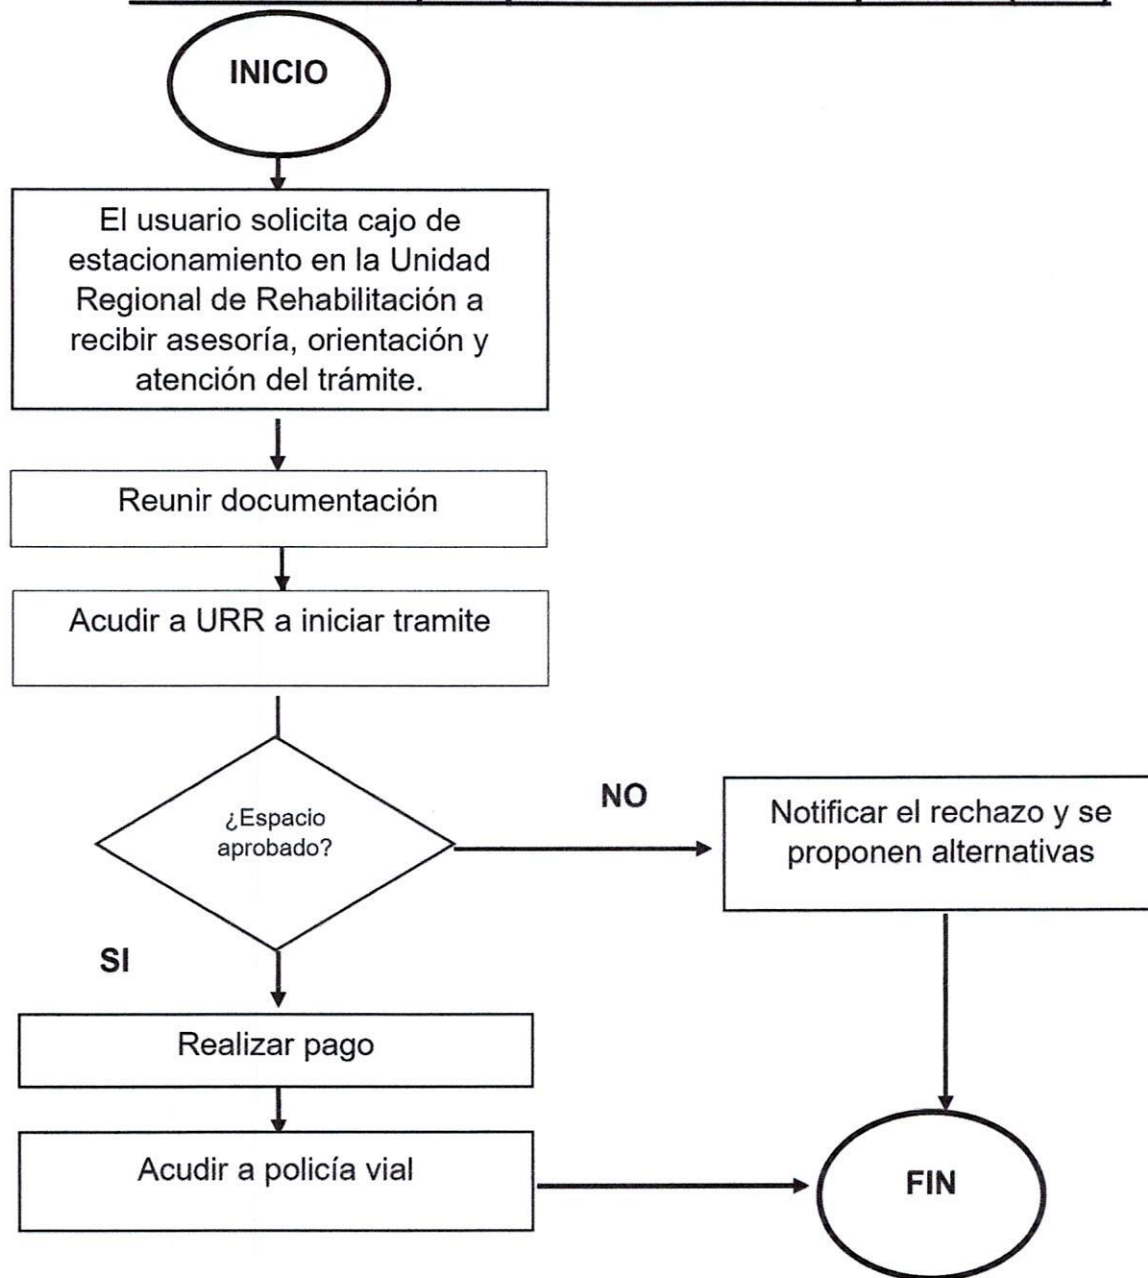 INICIO
El usuario solicita cajo de
estacionamiento en la Unidad
Regional de Rehabilitación a
recibir asesoría, orientación y
atención del trámite.
Reunir documentación
Acudir a URR a iniciar tramite
¿Espacio
aprobado?
NO
Notificar el rechazo y se
proponen alternativas
SI
Realizar pago
Acudir a policía vial
FIN